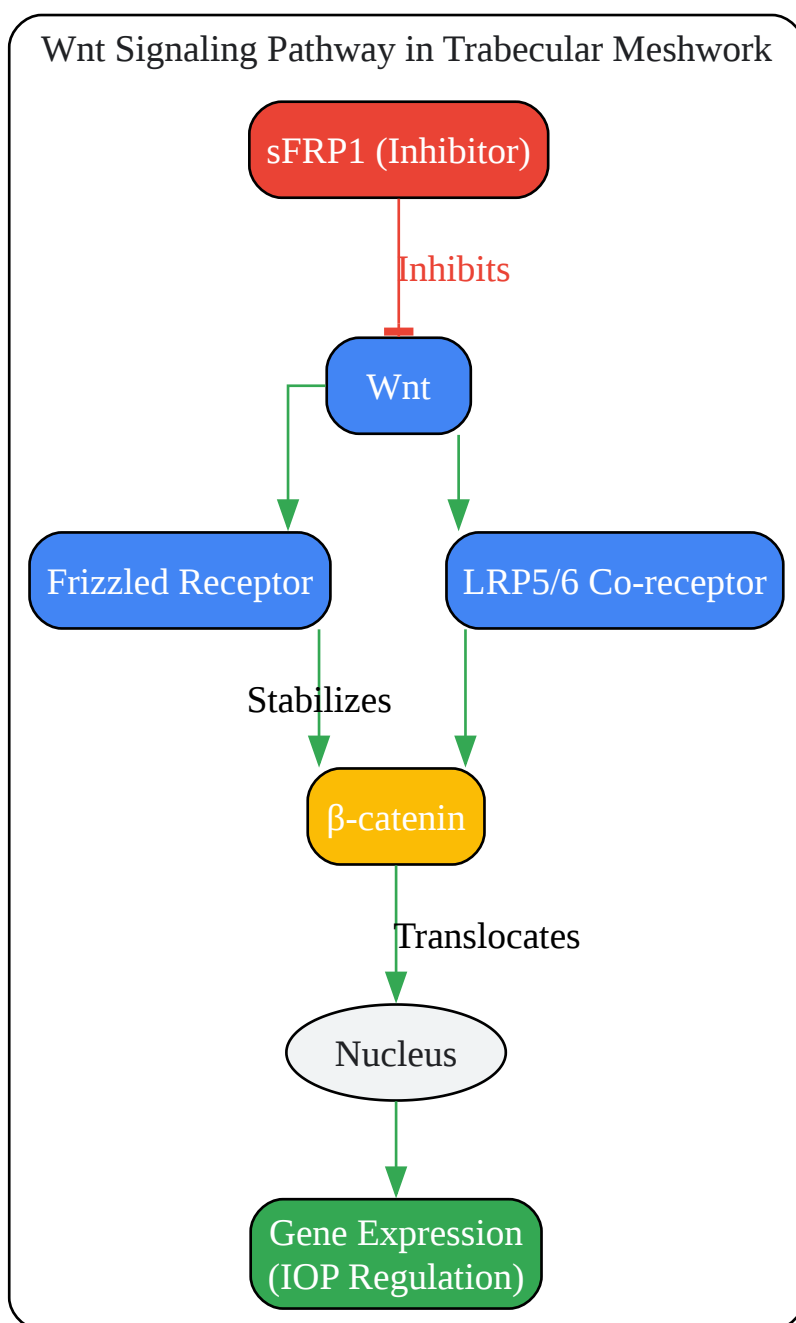 Wnt Signaling Pathway in Trabecular Meshwork
sFRP1 (Inhibitor)
Inhibits
Wnt
Frizzled Receptor
LRP5/6 Co-receptor
Stabilizes
β-catenin
Translocates
Nucleus
Gene Expression
(IOP Regulation)